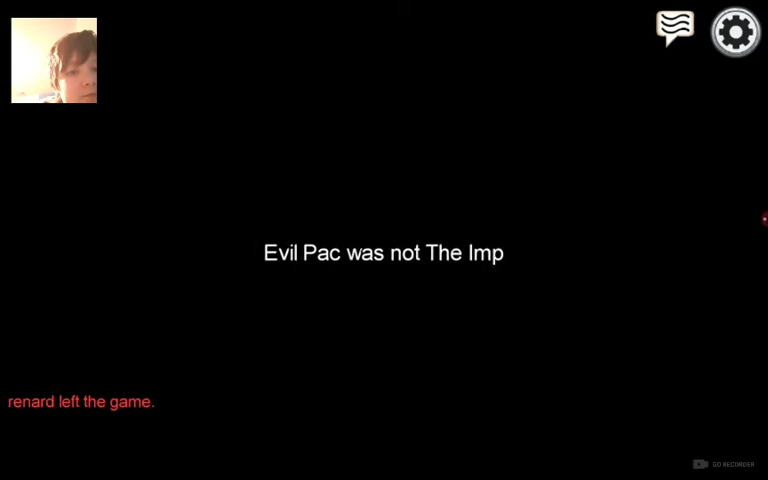 Evil Pac was not The Imp
renard left the game.
GO RECORDER